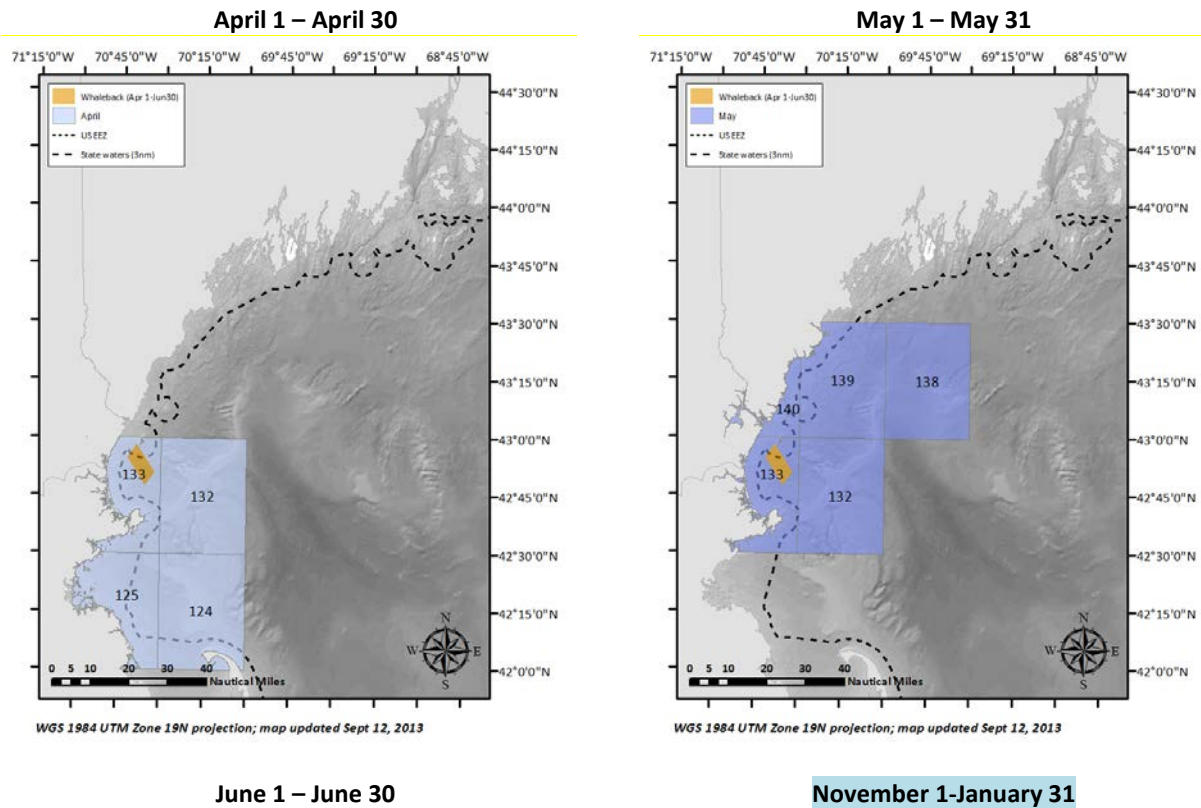 April 1 – April 30
71°15'0"W 70°45'0"W 70°15'0"W 69°45'0"W 69°15'0"W 68°45'0"W
Whaleback (Apr 1-Jun30)
April
US EEZ
State waters (3nm)
44°30'0"N
44°15'0"N
44°0'0"N
43°45'0"N
43°30'0"N
43°15'0"N
43°0'0"N
42°45'0"N
42°30'0"N
42°15'0"N
42°0'0"N
133
132
125
124
N
W E
S
0 5 10 20 30 40
Nautical Miles
WGS 1984 UTM Zone 19N projection; map updated Sept 12, 2013
May 1 – May 31
71°15'0"W 70°45'0"W 70°15'0"W 69°45'0"W 69°15'0"W 68°45'0"W
Whaleback (Apr 1-Jun30)
May
US EEZ
State waters (3nm)
44°30'0"N
44°15'0"N
44°0'0"N
43°45'0"N
43°30'0"N
43°15'0"N
43°0'0"N
42°45'0"N
42°30'0"N
42°15'0"N
42°0'0"N
139
138
140
133
132
N
W E
S
0 5 10 20 30 40
Nautical Miles
WGS 1984 UTM Zone 19N projection; map updated Sept 12, 2013
June 1 – June 30
November 1-January 31